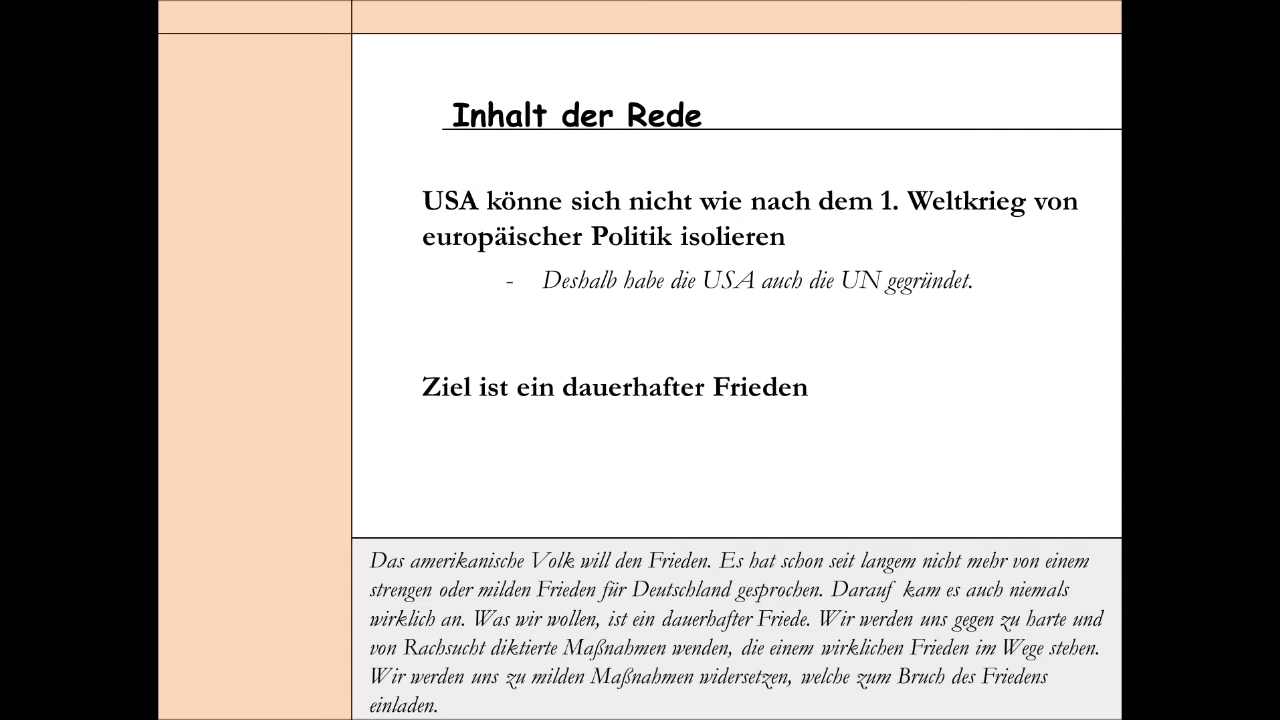 Inhalt der Rede
USA könne sich nicht wie nach dem 1. Weltkrieg von
europäischer Politik isolieren
- Deshalb habe die USA auch die UN gegründet.
Ziel ist ein dauerhafter Frieden
Das amerikanische Volk will den Frieden. Es hat schon seit langem nicht mehr von einem
strengen oder milden Frieden für Deutschland gesprochen. Darauf kam es auch niemals
wirklich an. Was wir wollen, ist ein dauerhafter Friede. Wir werden uns gegen zu harte und
von Rachsucht diktierte Maßnahmen wenden, die einem wirklichen Frieden im Wege stehen.
Wir werden uns zu milden Maßnahmen widersetzen, welche zum Bruch des Friedens
einladen.